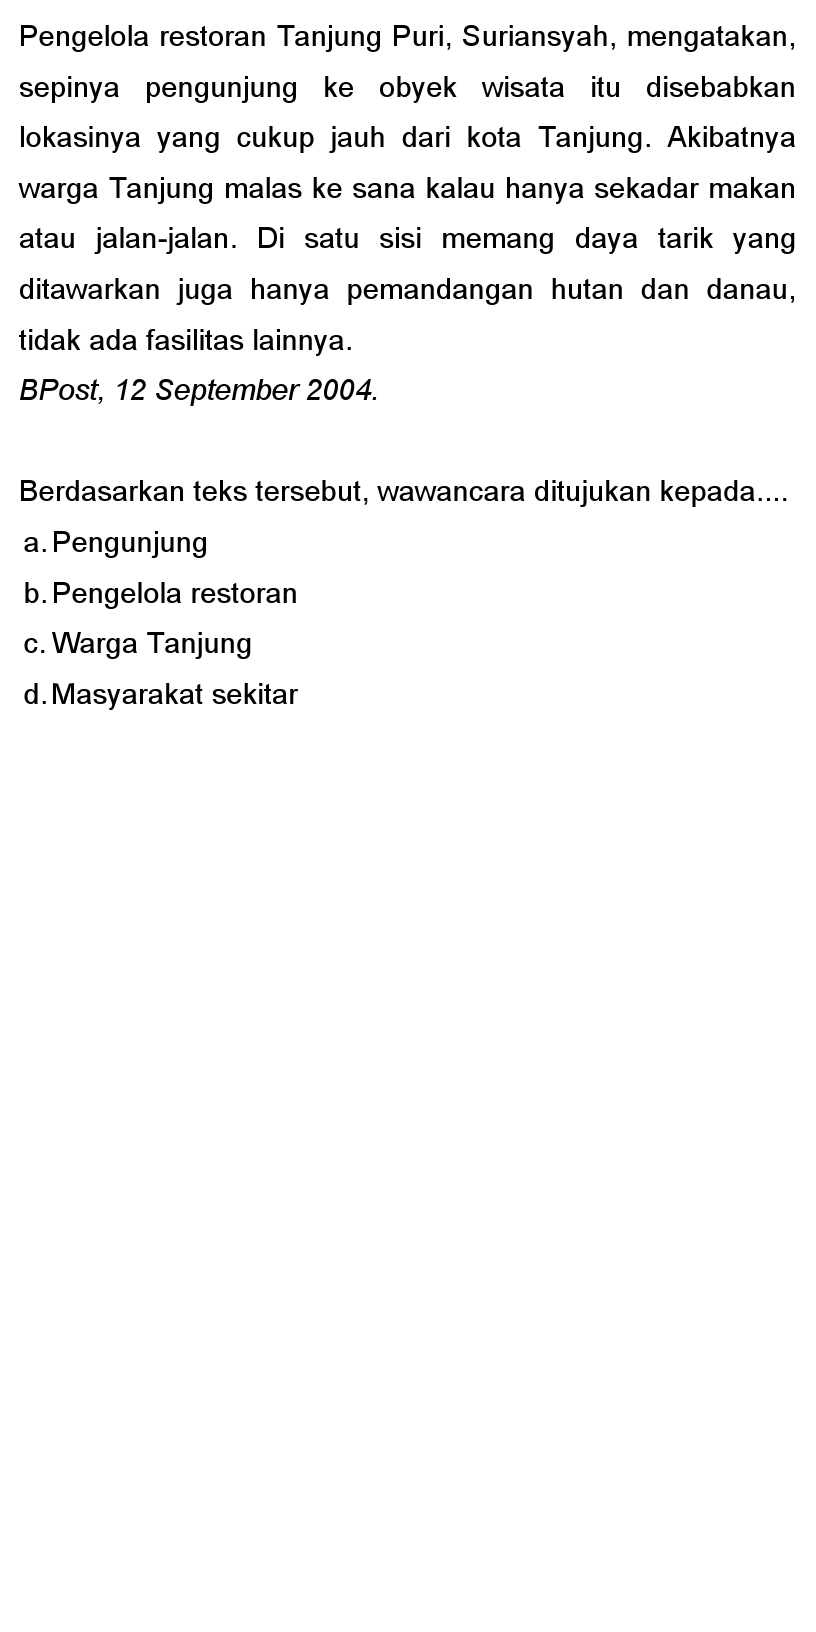 Pengelola restoran Tanjung Puri, Suriansyah, mengatakan,
sepinya pengunjung ke obyek wisata itu disebabkan
lokasinya yang cukup jauh dari kota Tanjung. Akibatnya
warga Tanjung malas ke sana kalau hanya sekadar makan
atau jalan-jalan. Di satu sisi memang daya tarik yang
ditawarkan juga hanya pemandangan hutan dan danau,
tidak ada fasilitas lainnya.
BPost, 12 September 2004.
Berdasarkan teks tersebut, wawancara ditujukan kepada....
a. Pengunjung
b. Pengelola restoran
c. Warga Tanjung
d. Masyarakat sekitar